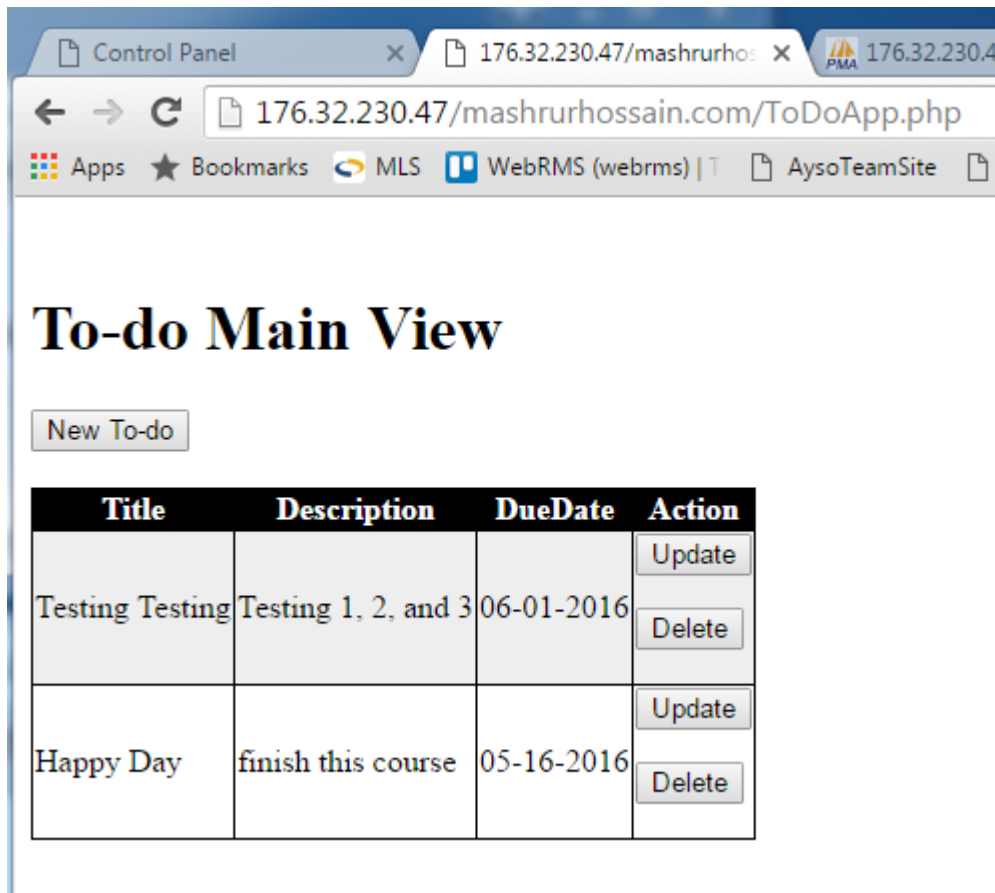 Control Panel
176.32.230.47/mashrurhos
PMA 176.32.230.4
176.32.230.47/mashrurhossain.com/ToDoApp.php
Apps Bookmarks MLS WebRMS (webrms) | T AysoTeamSite
To-do Main View
New To-do
Title Description DueDate Action
Testing Testing Testing 1, 2, and 3 06-01-2016 Update
Delete
Happy Day finish this course 05-16-2016 Update
Delete